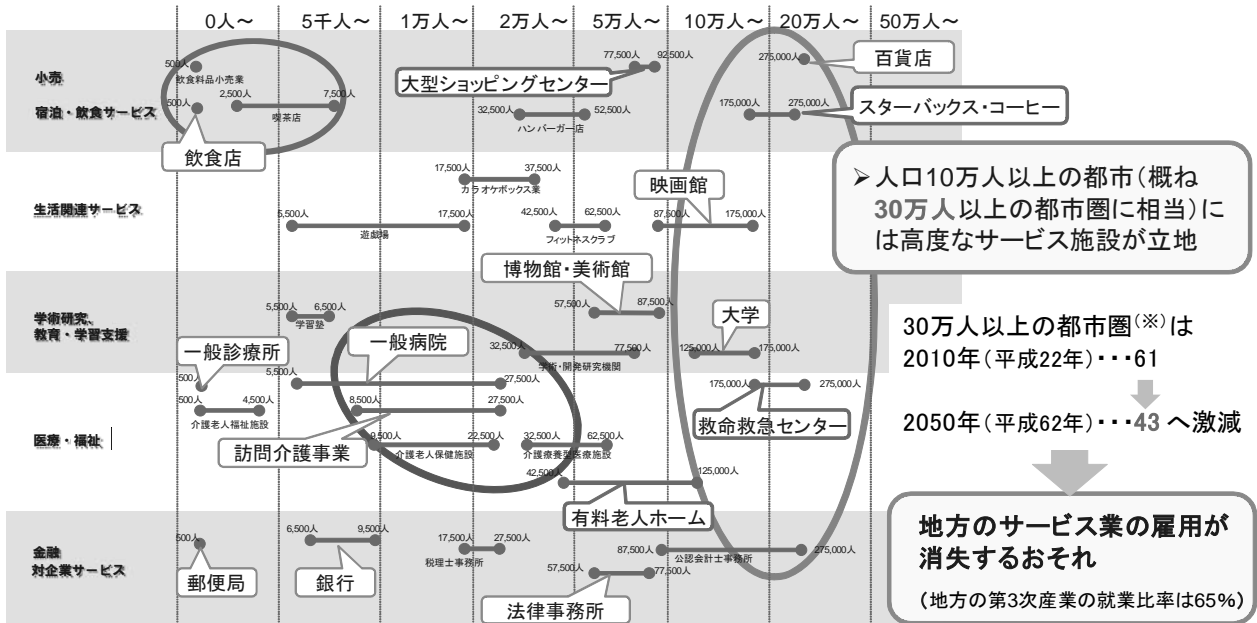 0人～ 5千人～ 1万人～ 2万人～ 5万人～ 10万人～ 20万人～ 50万人～
小売
宿泊・飲食サービス
500人
飲食料品小売業
500人
2,500人 7,500人
喫茶店
飲食店
77,500人 92,500人
大型ショッピングセンター
32,500人 52,500人
ハンバーガー店
275,000人
百貨店
175,000人 275,000人
スターバックス・コーヒー
生活関連サービス
17,500人 37,500人
カラオケボックス業
5,500人 17,500人
遊戯場
42,500人 62,500人
フィットネスクラブ
映画館
87,500人 175,000人
➢人口10万人以上の都市（概ね
30万人以上の都市圏に相当）に
は高度なサービス施設が立地
学術研究、
教育・学習支援
5,500人 6,500人
学習塾
博物館・美術館
57,500人 87,500人
32,500人 77,500人
学術・開発研究機関
大学
125,000人 175,000人
医療・福祉
一般診療所
500人
500人 4,500人
介護老人福祉施設
一般病院
5,500人 27,500人
8,500人 27,500人
訪問介護事業
9,500人 22,500人
介護老人保健施設
32,500人 62,500人
介護療養型医療施設
175,000人 275,000人
救命救急センター
42,500人 125,000人
有料老人ホーム
金融
対企業サービス
500人
郵便局
6,500人 9,500人
銀行
17,500人 27,500人
税理士事務所
87,500人 275,000人
公認会計士事務所
57,500人 77,500人
法律事務所
30万人以上の都市圏(※)は
2010年（平成22年）・・・61
2050年（平成62年）・・・43 へ激減
地方のサービス業の雇用が
消失するおそれ
（地方の第3次産業の就業比率は65%）